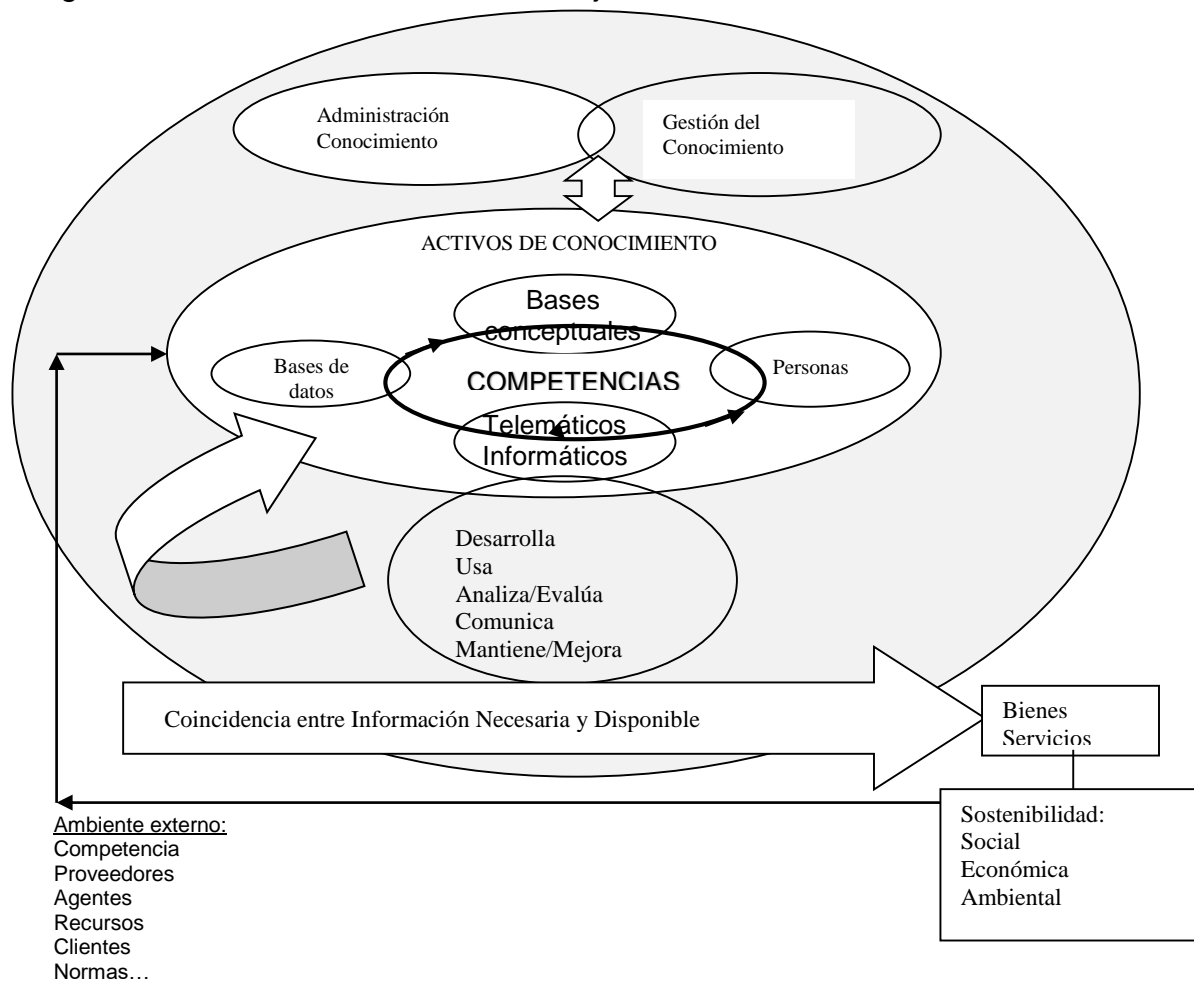 Administración
Conocimiento
Gestión del
Conocimiento
ACTIVOS DE CONOCIMIENTO
Bases
conceptuales
Bases de
datos
COMPETENCIAS
Personas
Telemáticos
Informáticos
Desarrolla
Usa
Analiza/Evalúa
Comunica
Mantiene/Mejora
Coincidencia entre Información Necesaria y Disponible
Bienes
Servicios
Sostenibilidad:
Social
Económica
Ambiental
Ambiente externo:
Competencia
Proveedores
Agentes
Recursos
Clientes
Normas…